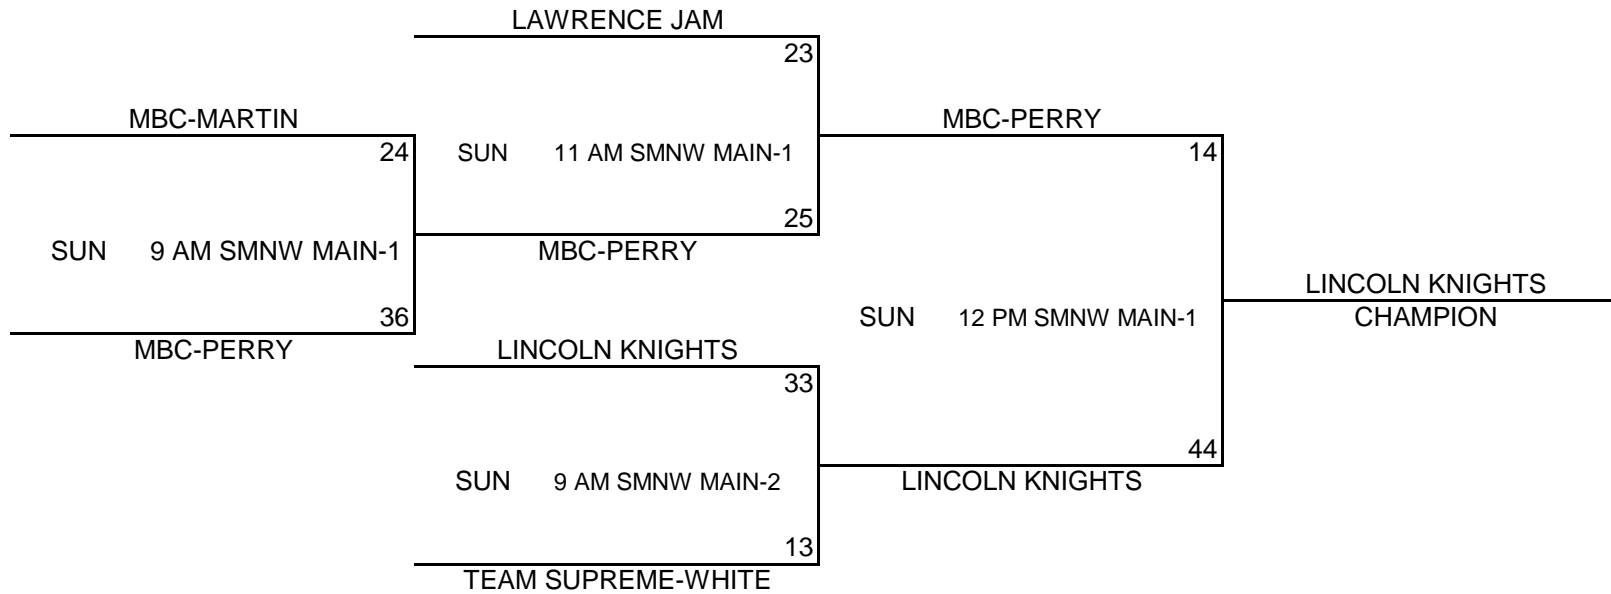 LAWRENCE JAM
23
MBC-MARTIN
MBC-PERRY
24
SUN 11 AM SMNW MAIN-1
14
25
SUN 9 AM SMNW MAIN-1
MBC-PERRY
LINCOLN KNIGHTS
36
SUN 12 PM SMNW MAIN-1
CHAMPION
MBC-PERRY
LINCOLN KNIGHTS
33
44
SUN 9 AM SMNW MAIN-2
LINCOLN KNIGHTS
13
TEAM SUPREME-WHITE